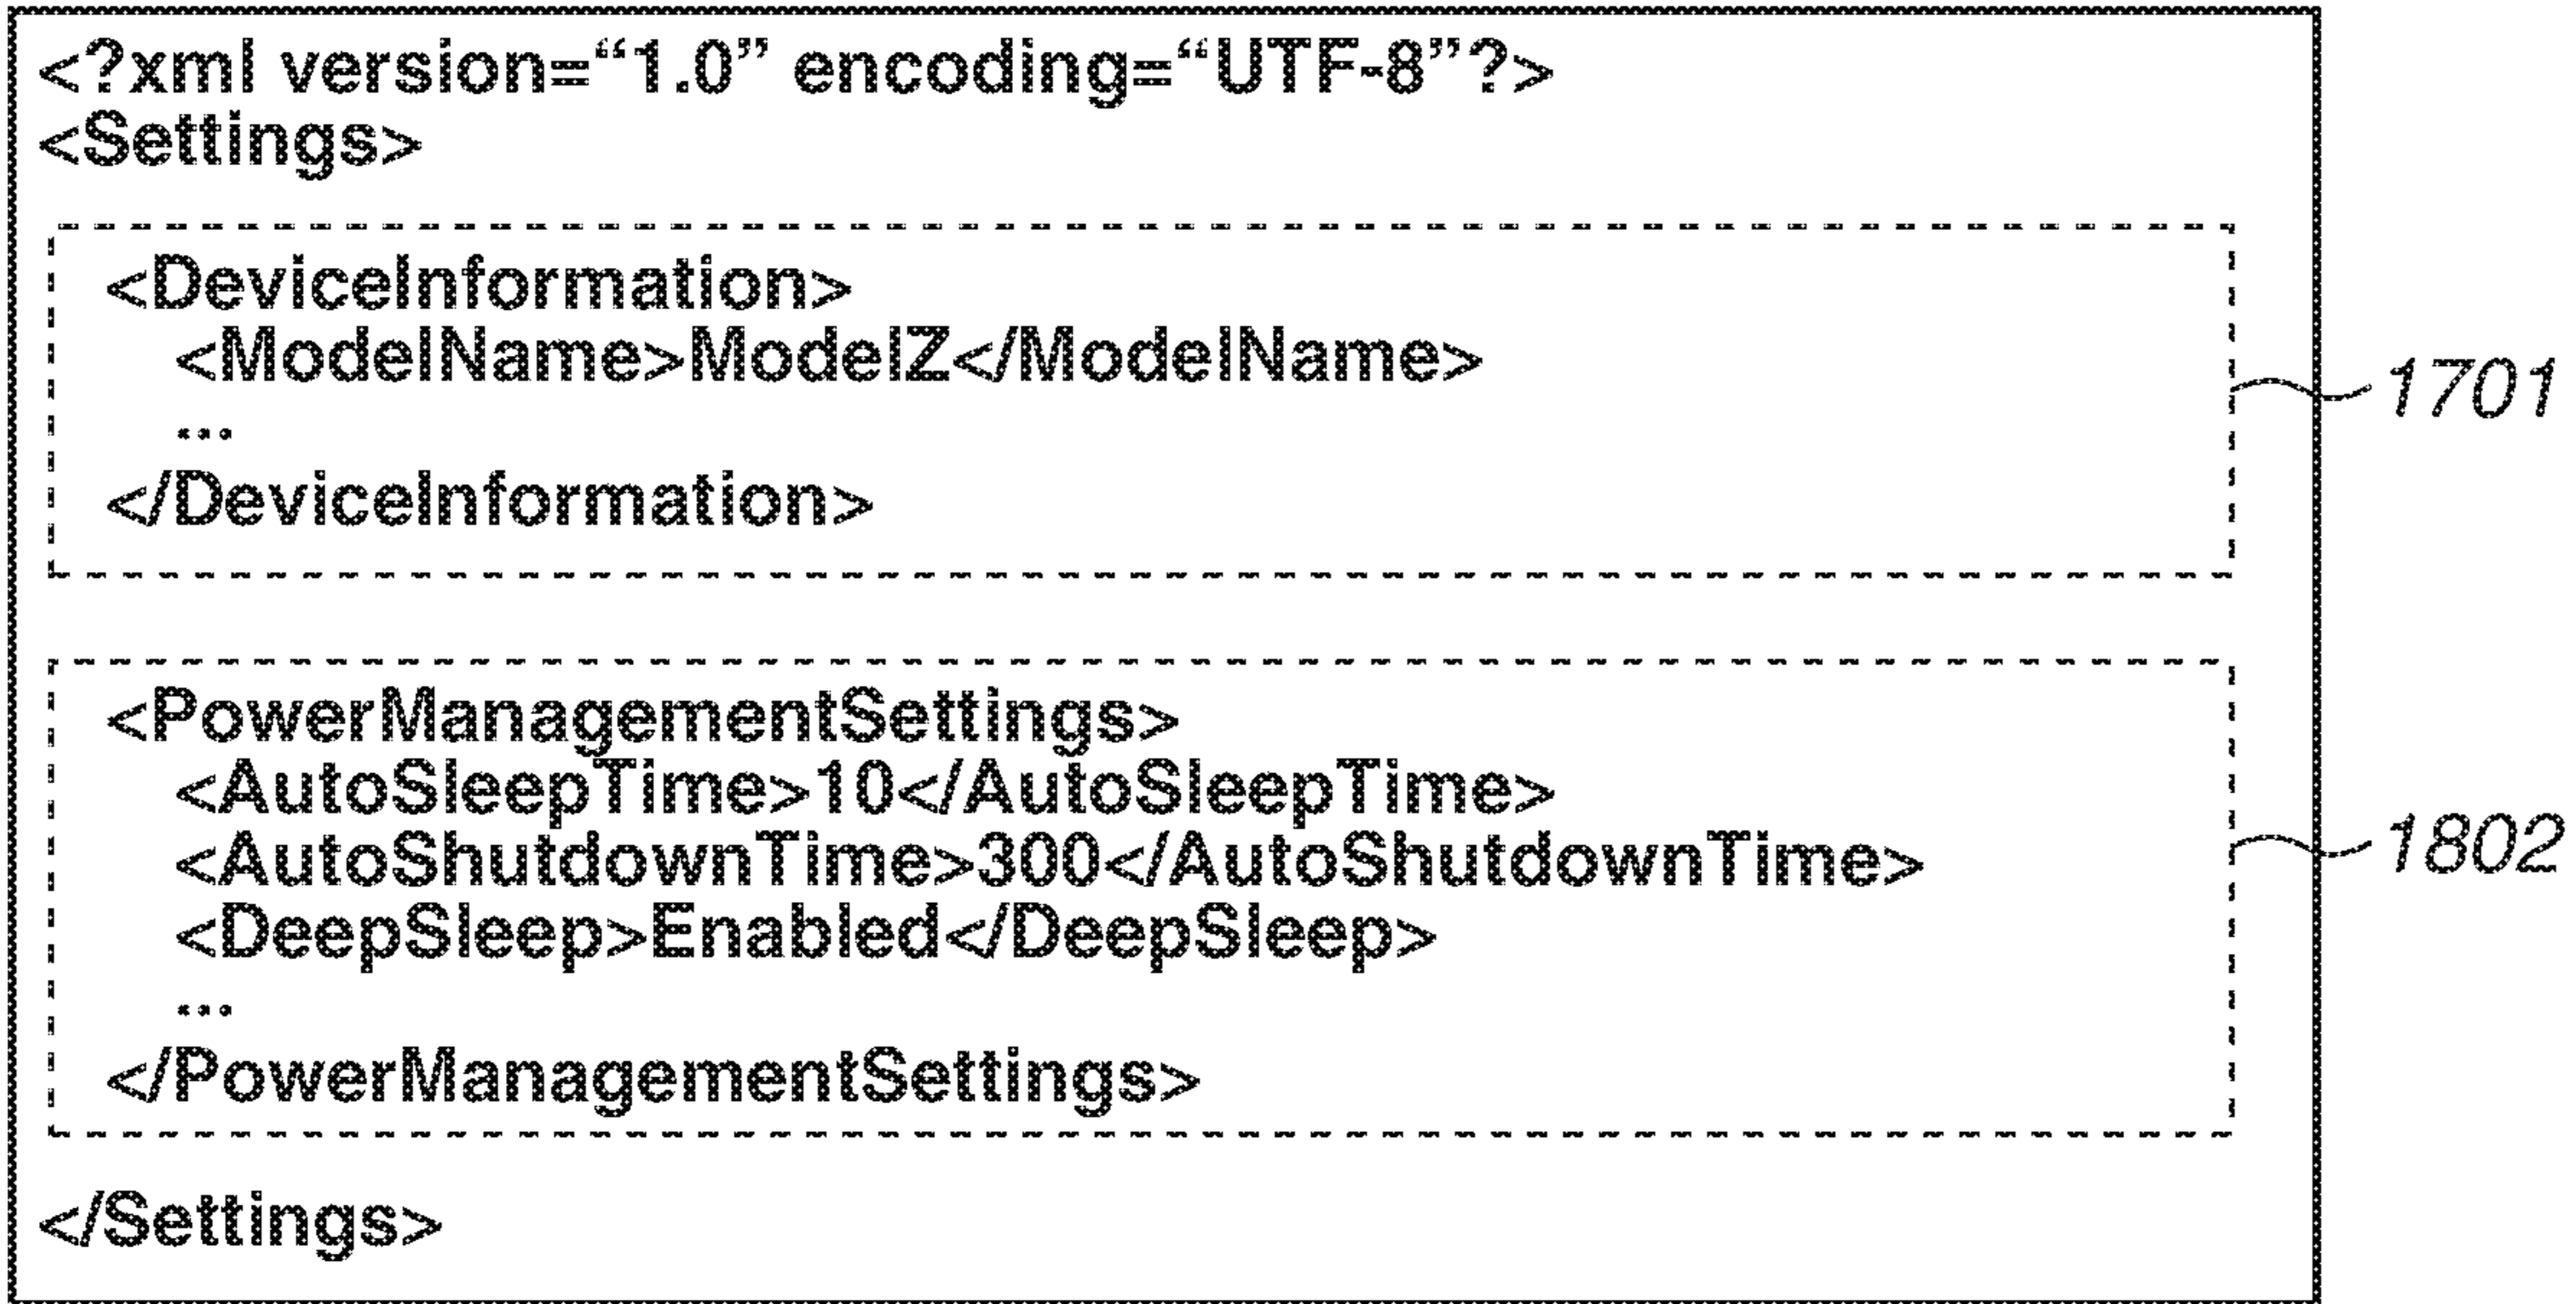 <?xml version=“1.0” encoding=“UTF-8”?>
<Settings>
<DeviceInformation>
<ModelName>ModelZ</ModelName>
...
</DeviceInformation>
1701
<PowerManagementSettings>
<AutoSleepTime>10</AutoSleepTime>
<AutoShutdownTime>300</AutoShutdownTime>
<DeepSleep>Enabled</DeepSleep>
...
</PowerManagementSettings>
1802
</Settings>